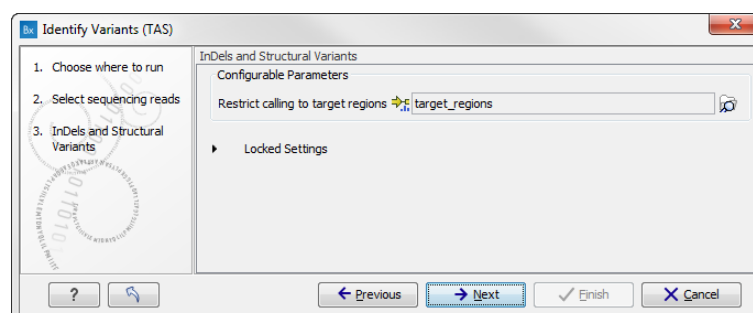 Bx Identify Variants (TAS)
1. Choose where to run
2. Select sequencing reads
3. InDels and Structural
Variants
InDels and Structural Variants
Configurable Parameters
Restrict calling to target regions target_regions
Locked Settings
? Previous Next Finish Cancel